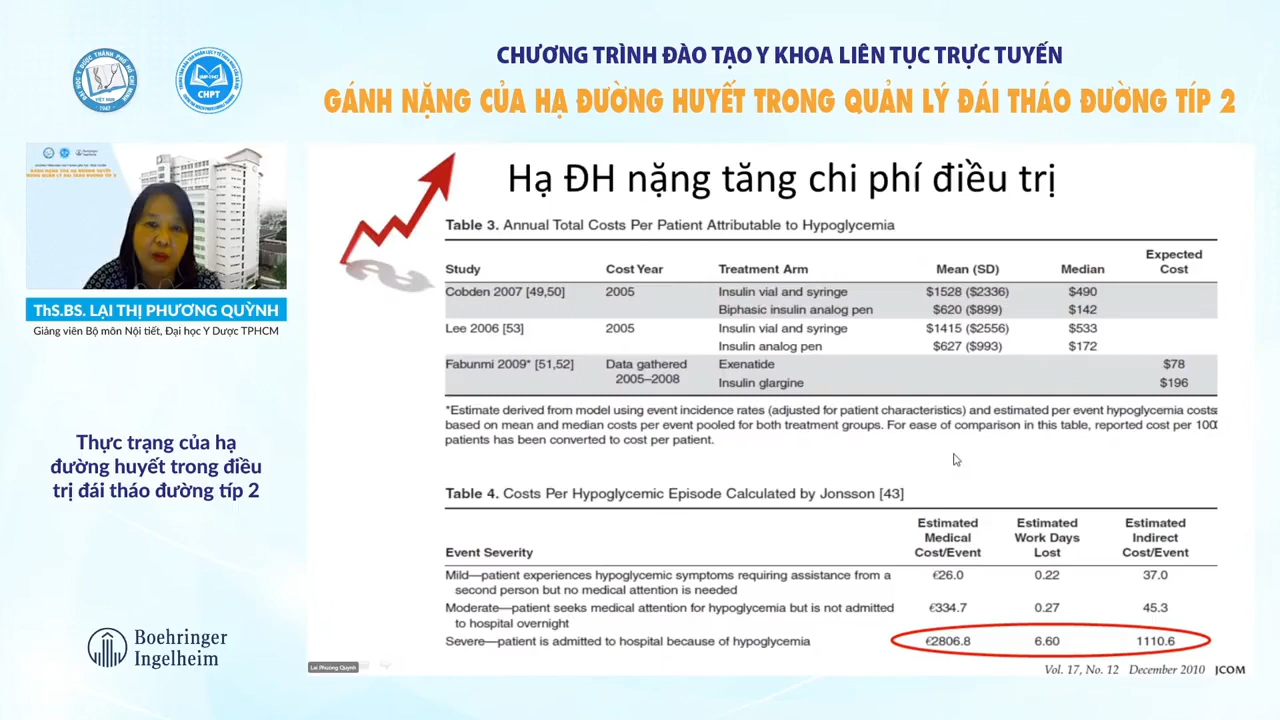 CHƯƠNG TRÌNH ĐÀO TẠO Y KHOA LIÊN TỤC TRỰC TUYẾN
GÁNH NẶNG CỦA HẠ ĐƯỜNG HUYẾT TRONG QUẢN LÝ ĐÁI THÁO ĐƯỜNG TÍP 2
CHPT
ThS.BS. LẠI THỊ PHƯƠNG QUỲNH
Giảng viên Bộ môn Nội tiết, Đại học Y Dược TPHCM
Thực trạng của hạ
đường huyết trong điều
trị đái tháo đường típ 2
Boehringer
Ingelheim
Hạ ĐH nặng tăng chi phí điều trị
Table 3. Annual Total Costs Per Patient Attributable to Hypoglycemia
Study Cost Year Treatment Arm Mean (SD) Median Expected Cost
Cobden 2007 [49,50] 2005 Insulin vial and syringe $1528 ($2336) $490
Biphasic insulin analog pen $620 ($899) $142
Lee 2006 [53] 2005 Insulin vial and syringe $1415 ($2556) $533
Insulin analog pen $627 ($993) $172
Fabunmi 2009* [51,52] Data gathered 2005–2008 Exenatide $78
Insulin glargine $196
*Estimate derived from model using event incidence rates (adjusted for patient characteristics) and estimated per event hypoglycemia costs
based on mean and median costs per event pooled for both treatment groups. For ease of comparison in this table, reported cost per 100
patients has been converted to cost per patient.
Table 4. Costs Per Hypoglycemic Episode Calculated by Jonsson [43]
Event Severity Estimated Medical Cost/Event Estimated Work Days Lost Estimated Indirect Cost/Event
Mild—patient experiences hypoglycemic symptoms requiring assistance from a €26.0 0.22 37.0
second person but no medical attention is needed
Moderate—patient seeks medical attention for hypoglycemia but is not admitted €334.7 0.27 45.3
to hospital overnight
Severe—patient is admitted to hospital because of hypoglycemia €2806.8 6.60 1110.6
Lai Phuong Quỳnh
Vol. 17, No. 12 December 2010 JCOM